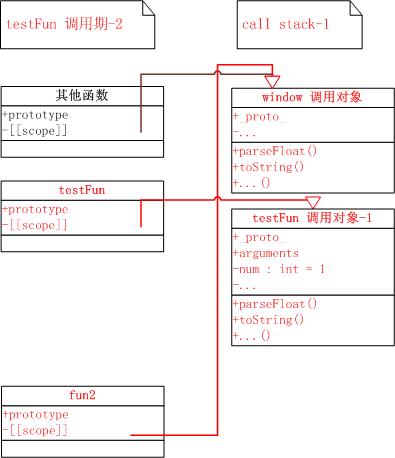 testFun 调用期-2
call stack-1
其他函数
+prototype
-[[scope]]
window 调用对象
+_proto_
-...
+parseFloat()
+toString()
+...()
testFun
+prototype
-[[scope]]
testFun 调用对象-1
+_proto_
+arguments
-num : int = 1
-...
+parseFloat()
+toString()
+...()
fun2
+prototype
-[[scope]]